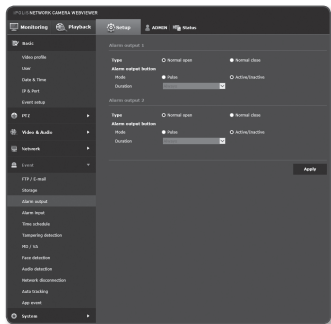 IPOLIS NETWORK CAMERA WEBVIEWER
Monitoring
Playback
Setup
ADMIN
Status
Basic
Video profile
User
Date & Time
IP & Port
Event setup
PTZ
Video & Audio
Network
Event
FTP / E-mail
Storage
Alarm output
Alarm input
Time schedule
Tampering detection
MD / VA
Face detection
Audio detection
Network disconnection
Auto tracking
App event
System
Alarm output 1
Type
Normal open
Normal close
Alarm output button
Mode
Pulse
Active/Inactive
Duration
Alarm output 2
Type
Normal open
Normal close
Alarm output button
Mode
Pulse
Active/Inactive
Duration
Apply